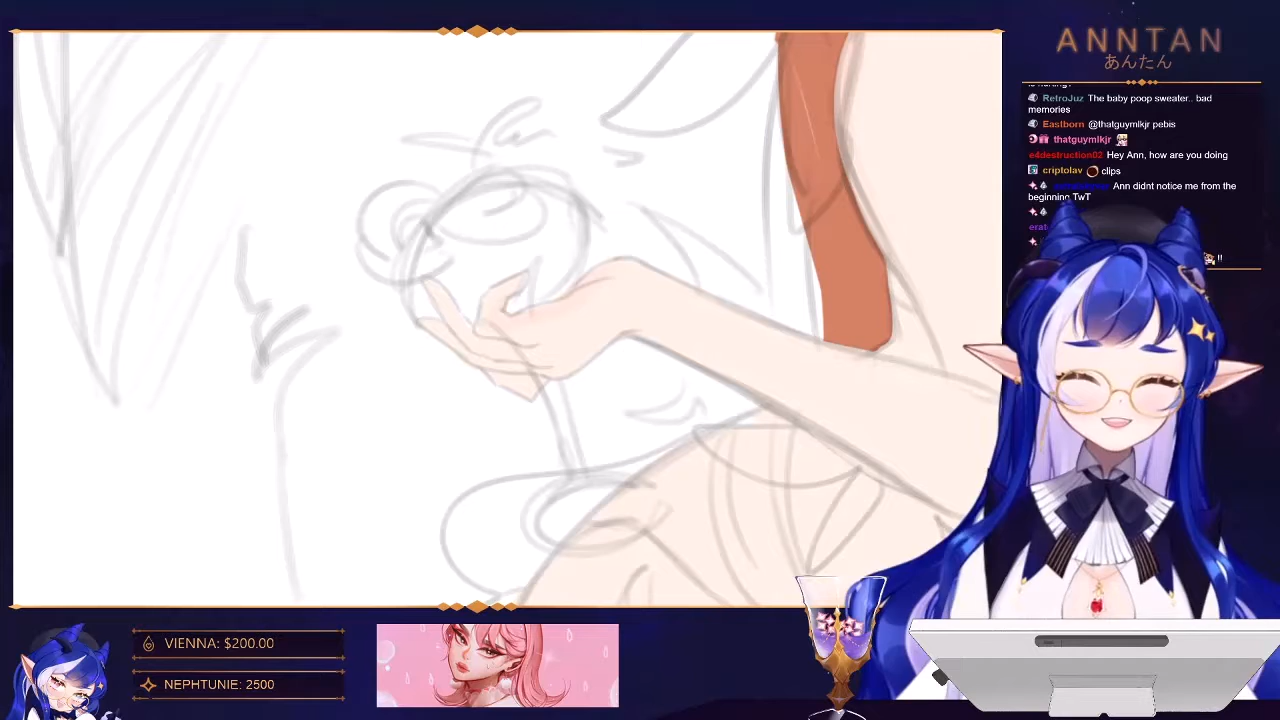 ANNTAN
あんたん
RetroJuz The baby poop sweater.. bad
memories
Eastborn @thatguymlkjr pebis
thatguymlkjr
e4destruction02 Hey Ann, how are you doing
criptolav clips
Ann didnt notice me from the
beginning TwT
!!
VIENNA: $200.00
NEPHTUNIE: 2500